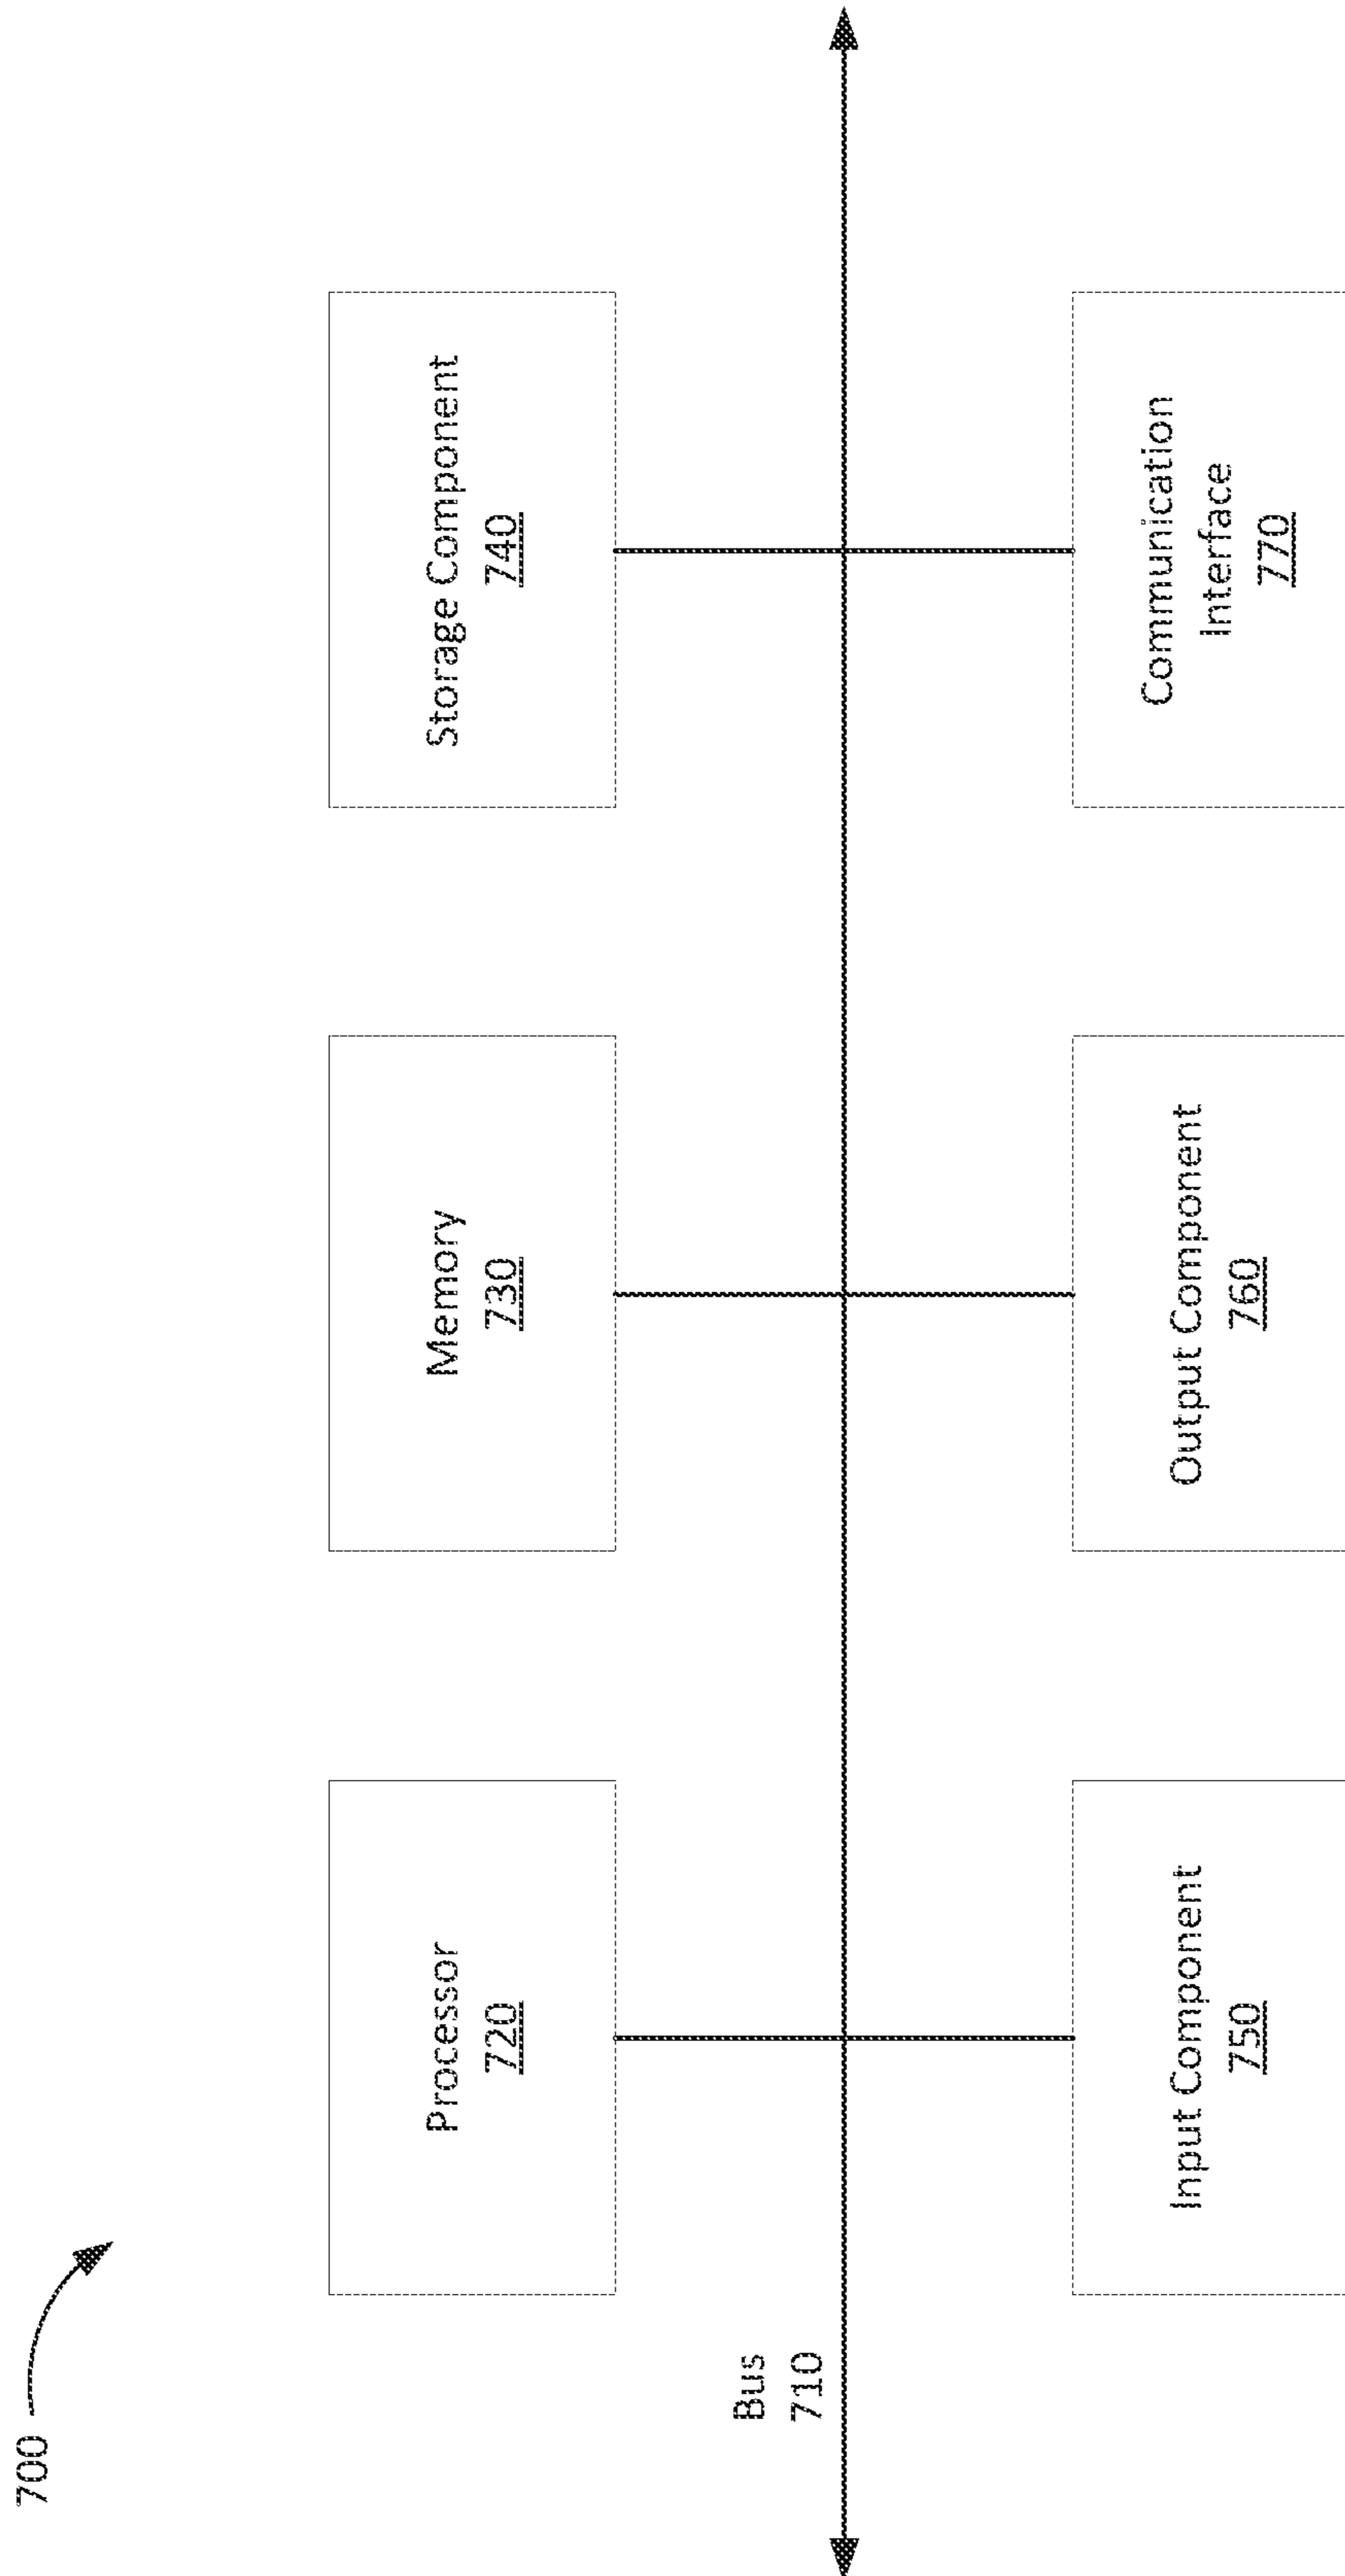 700
Processor
720
Memory
730
Storage Component
740
Bus
710
Input Component
750
Output Component
760
Communication
Interface
770